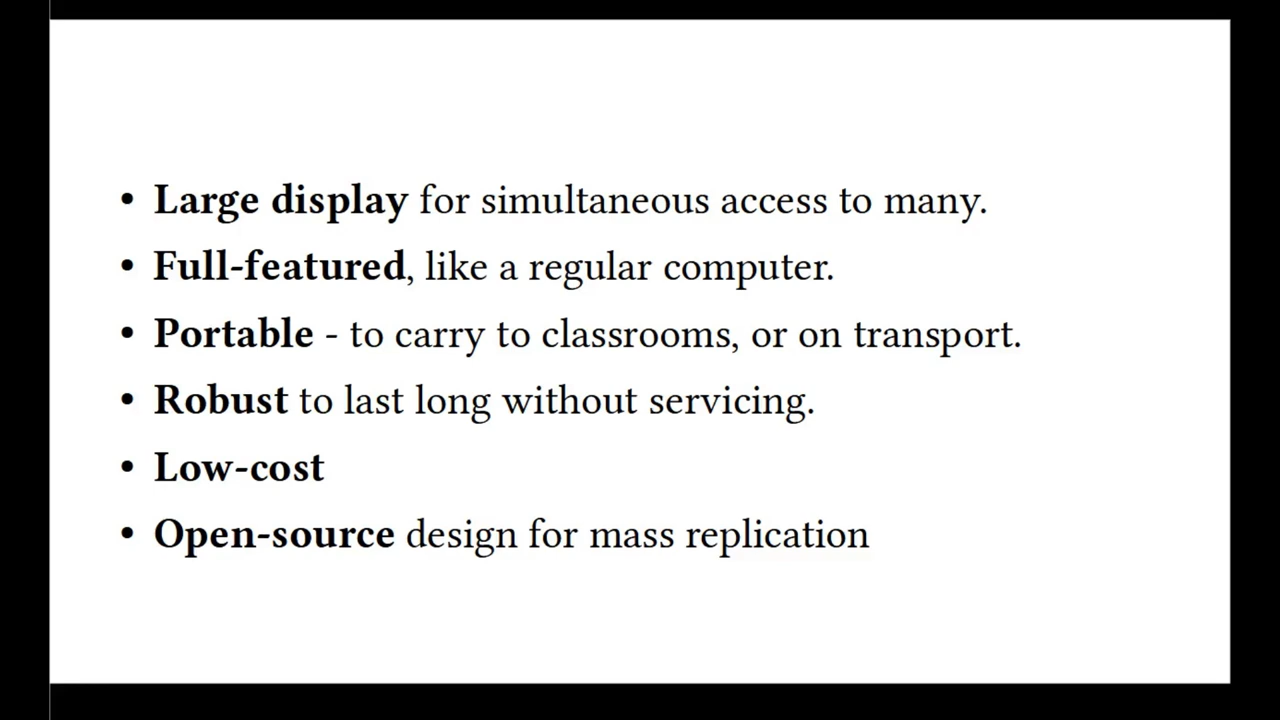 • Large display for simultaneous access to many.
• Full-featured, like a regular computer.
• Portable - to carry to classrooms, or on transport.
• Robust to last long without servicing.
• Low-cost
• Open-source design for mass replication